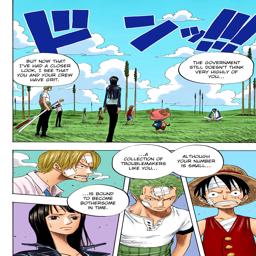 ドンッ!!!
THE GOVERNMENT
STILL DOESN'T THINK
VERY HIGHLY OF
YOU...
BUT NOW THAT
I'VE HAD A CLOSER
LOOK, I SEE THAT
YOU AND YOUR CREW
HAVE GRIT.
ALTHOUGH
YOUR NUMBER
IS SMALL...
...A
COLLECTION OF
TROUBLEMAKERS
LIKE YOU...
...IS BOUND TO
BECOME
BOTHERSOME
IN TIME.